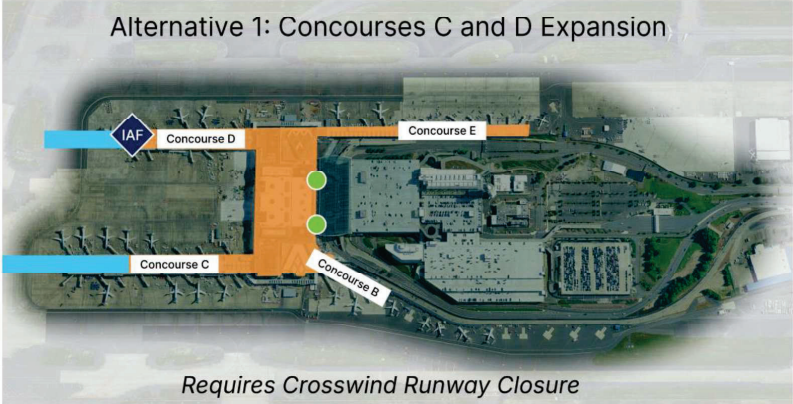 Alternative 1: Concourses C and D Expansion
IAF
Concourse D
Concourse E
Concourse C
Concourse B
Requires Crosswind Runway Closure